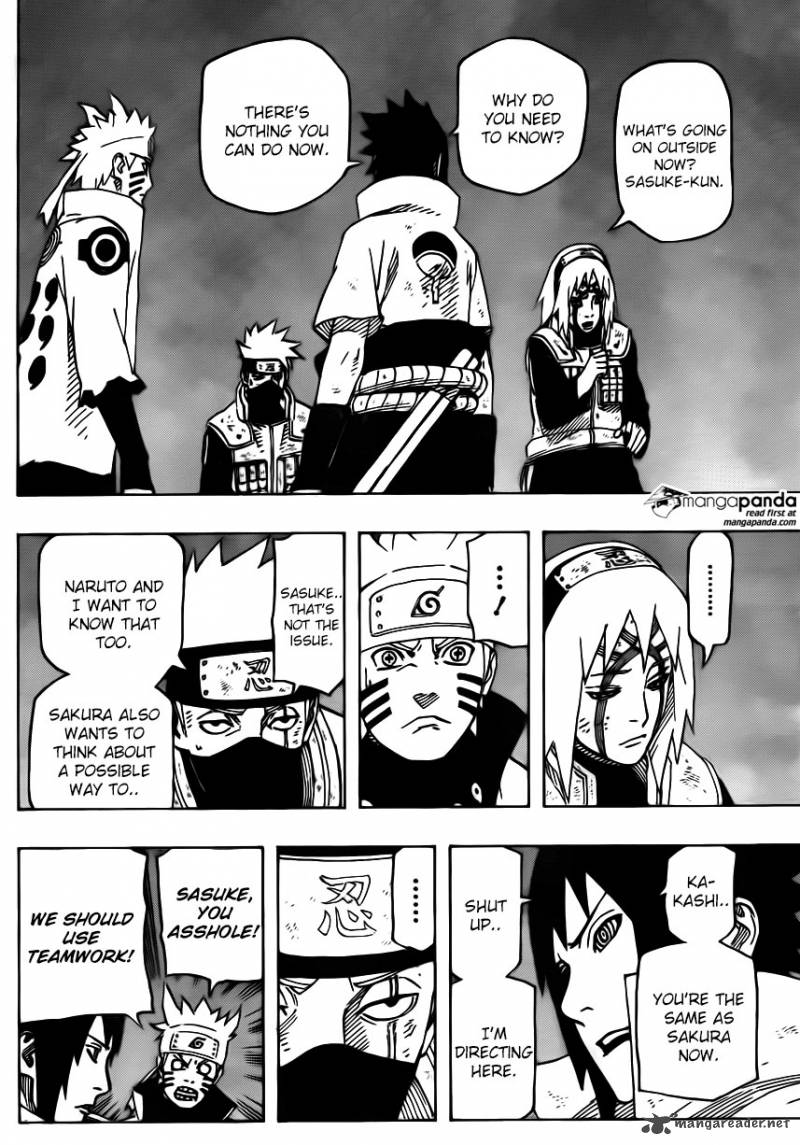 WHAT'S GOING
ON OUTSIDE
NOW?
SASUKE-KUN.
WHY DO
YOU NEED
TO KNOW?
THERE'S
NOTHING YOU
CAN DO NOW.
mangapanda
read first at
mangapanda.com
忍
........
.....!
SASUKE..
THAT'S
NOT THE
ISSUE.
NARUTO AND
I WANT TO
KNOW THAT
TOO.
SAKURA ALSO
WANTS TO
THINK ABOUT
A POSSIBLE
WAY TO..
忍
KA-
KASHI..
YOU'RE THE
SAME AS
SAKURA
NOW.
SHUT
UP..
I'M
DIRECTING
HERE.
........
忍
SASUKE,
YOU
ASSHOLE!
WE SHOULD
USE
TEAMWORK!
mangareader.net